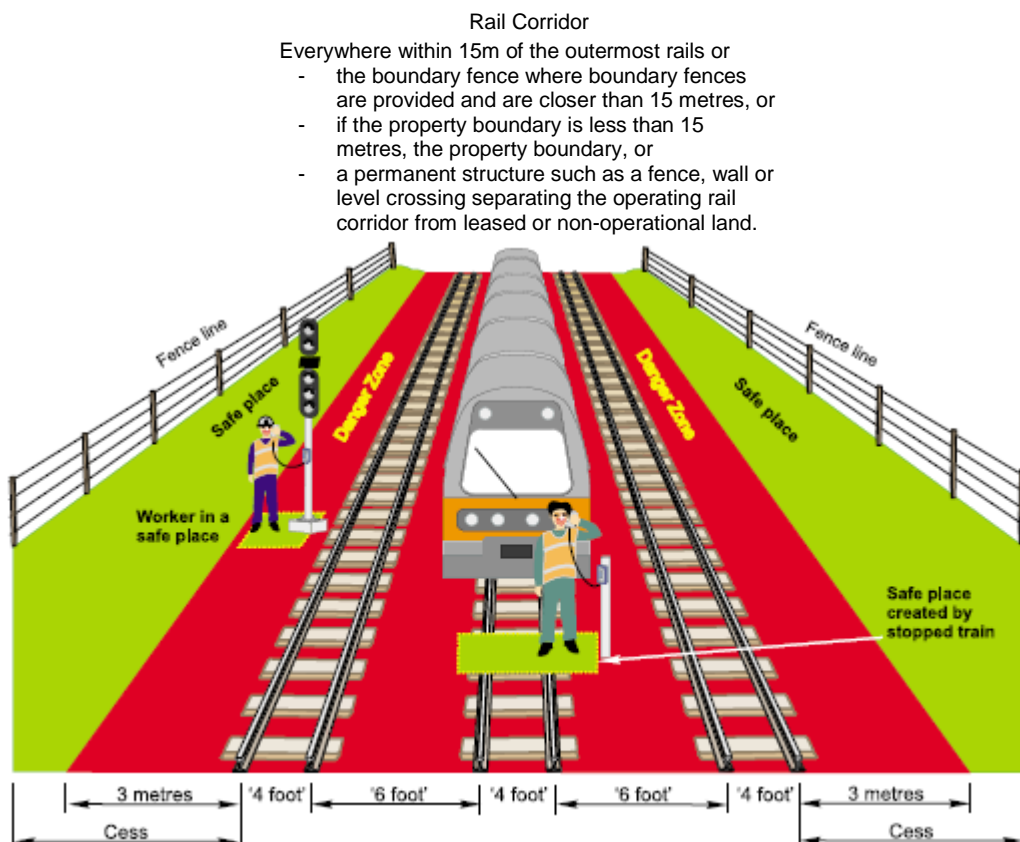 Rail Corridor
Everywhere within 15m of the outermost rails or
- the boundary fence where boundary fences
are provided and are closer than 15 metres, or
- if the property boundary is less than 15
metres, the property boundary, or
- a permanent structure such as a fence, wall or
level crossing separating the operating rail
corridor from leased or non-operational land.
Fence line
Safe place
Danger Zone
Danger Zone
Safe place
Fence line
Worker in a
safe place
Safe place
created by
stopped train
3 metres
'4 foot'
'6 foot'
'4 foot'
'6 foot'
'4 foot'
3 metres
Cess
Cess